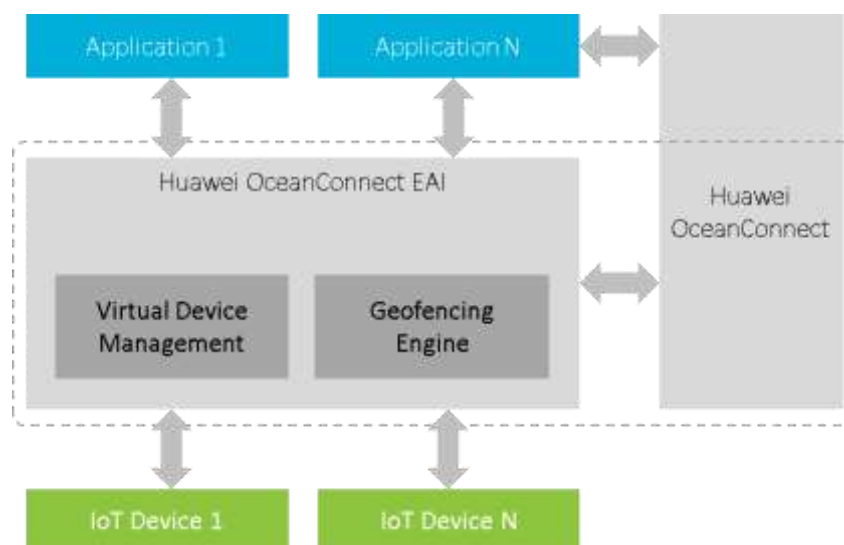 Application 1
Application N
Huawei OceanConnect EAI
Huawei
OceanConnect
Virtual Device
Management
Geofencing
Engine
IoT Device 1
IoT Device N